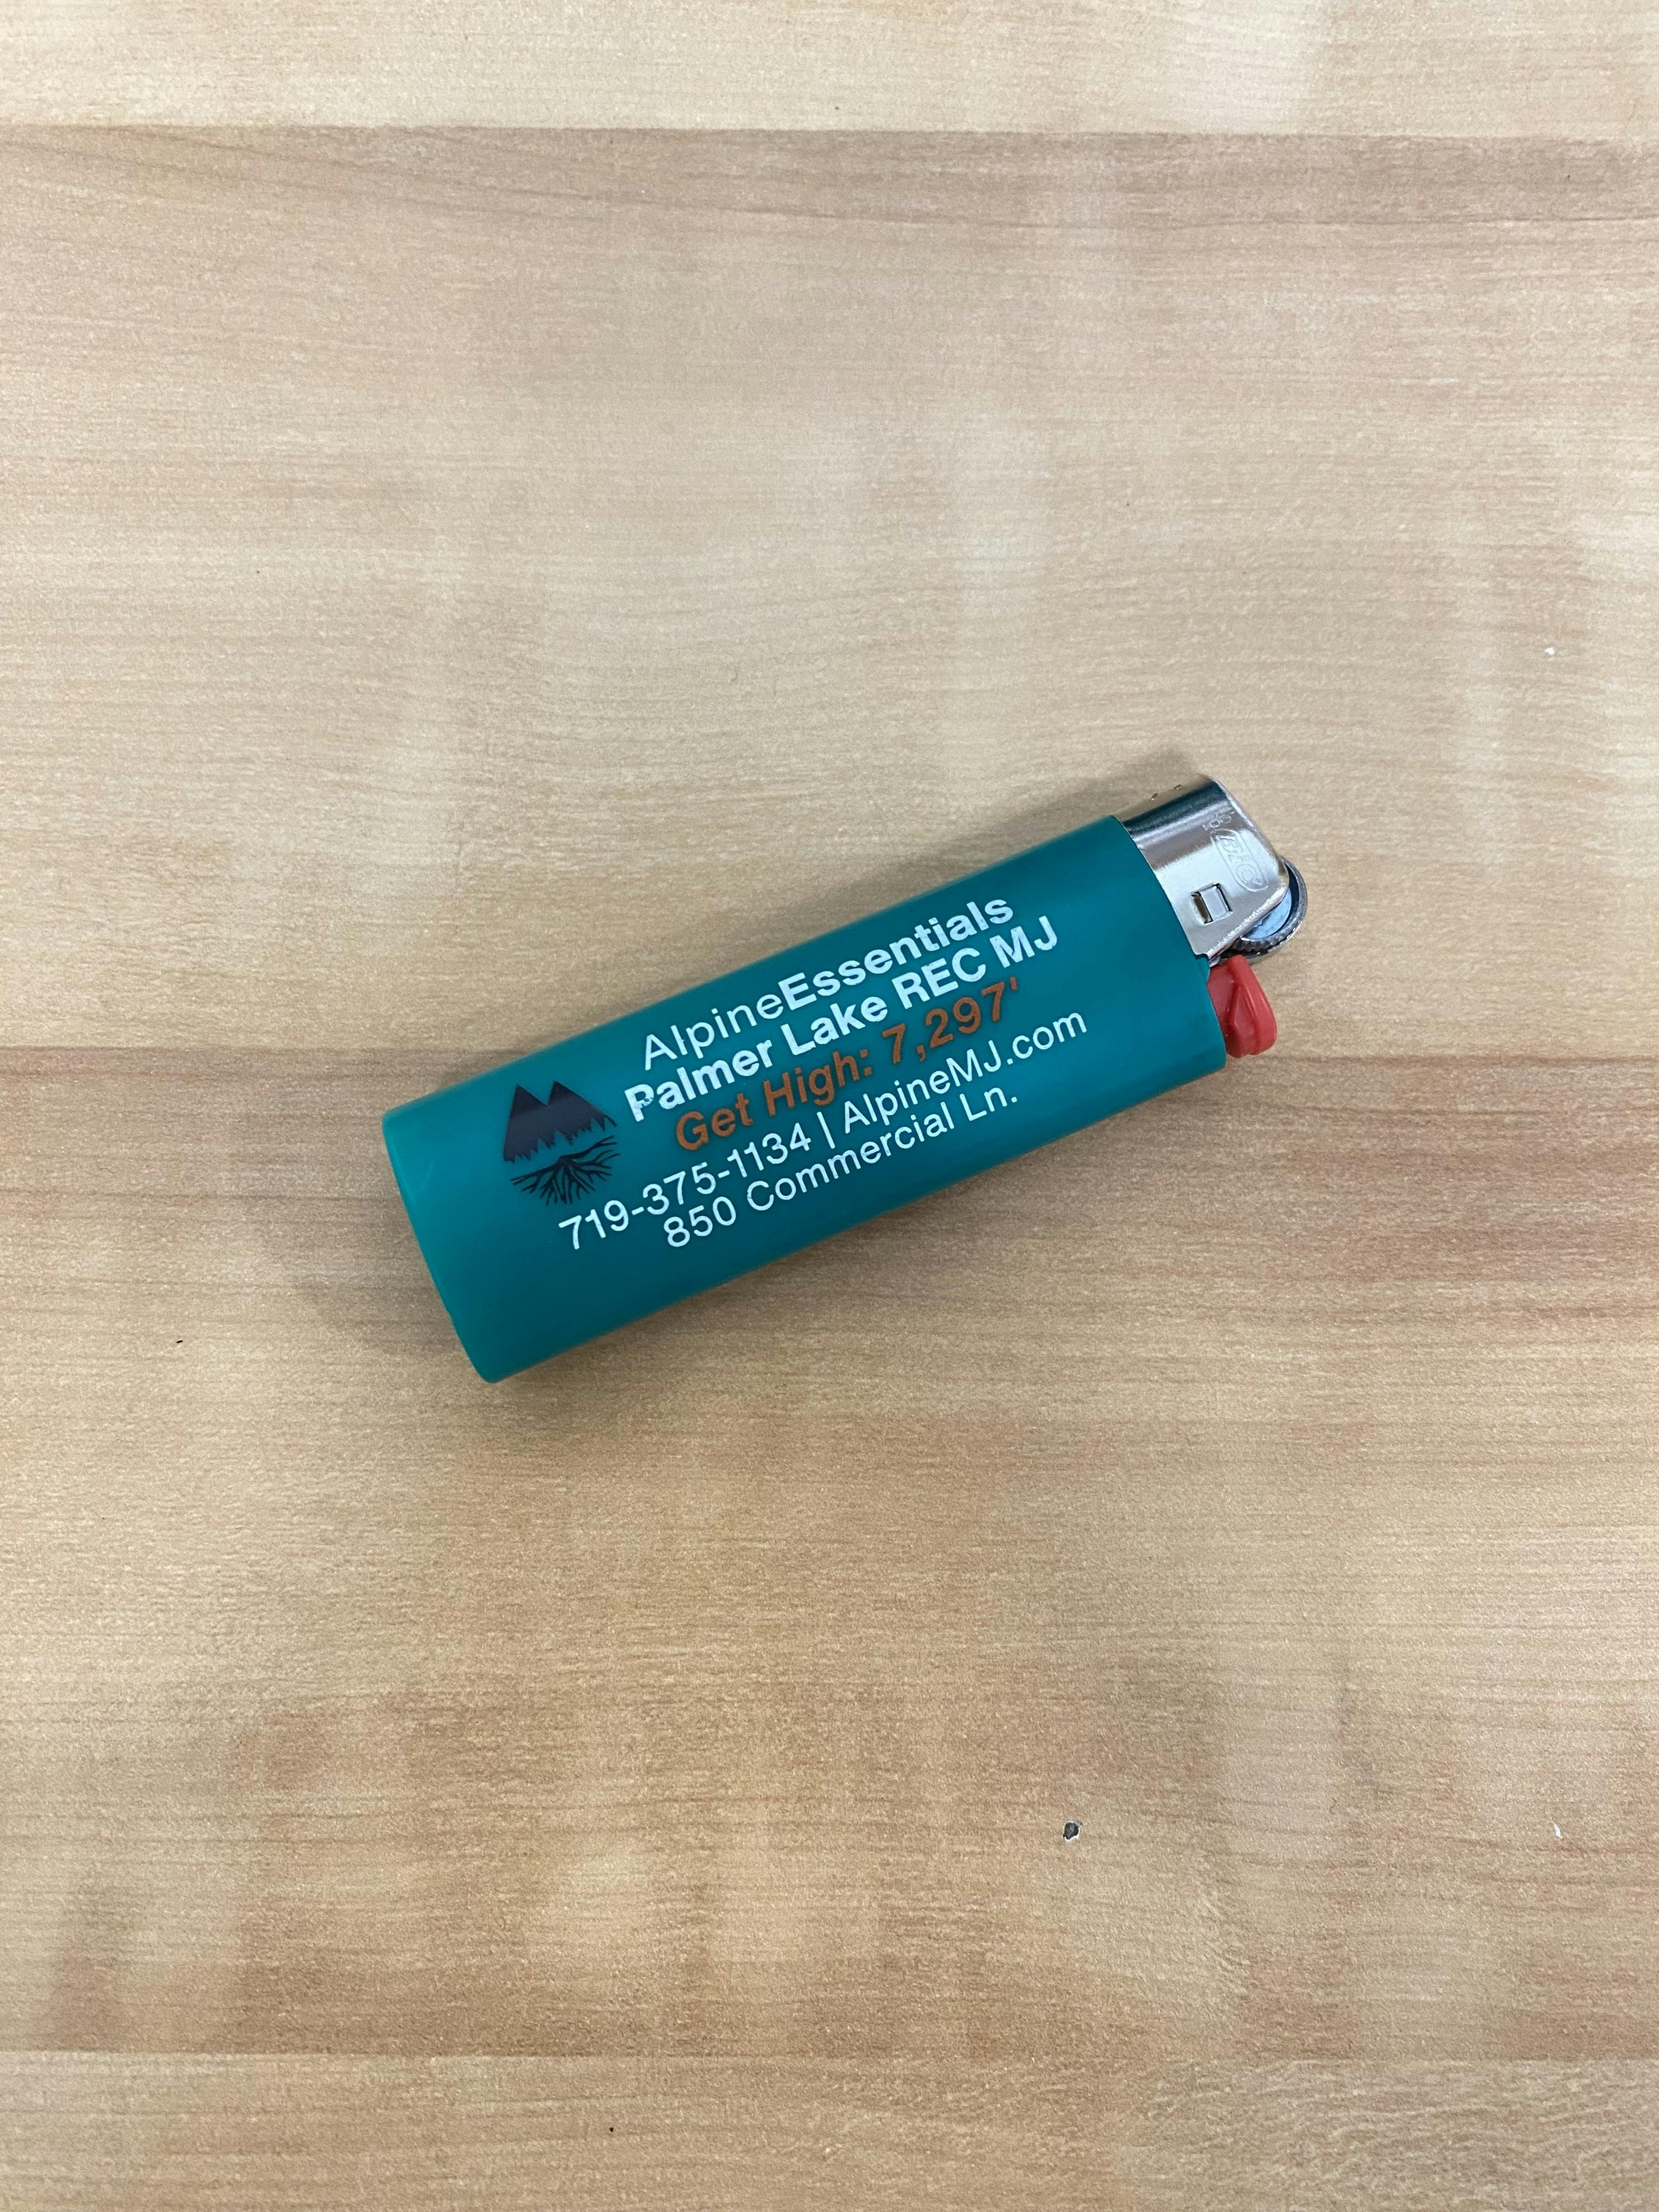 AlpineEssentials
Palmer Lake REC MJ
Get High: 7,297'
719-375-1134 | AlpineMJ.com
850 Commercial Ln.
BIC